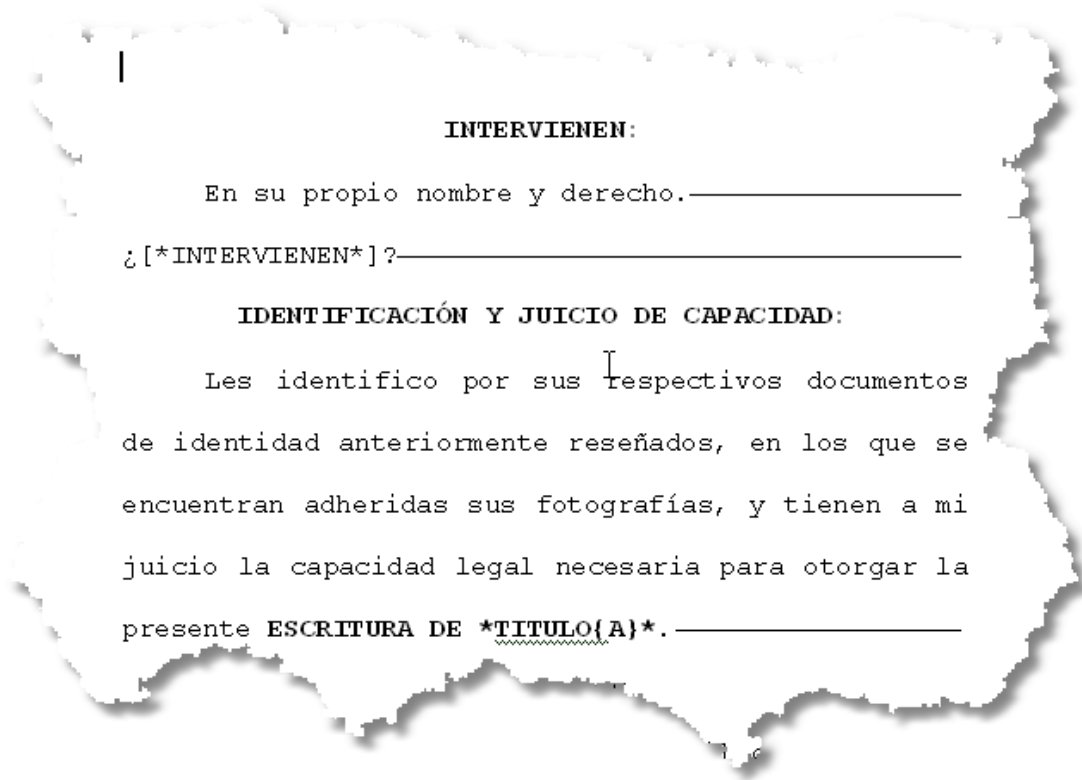 INTERVIENEN:
En su propio nombre y derecho.
¿[*INTERVIENEN*]?
IDENTIFICACIÓN Y JUICIO DE CAPACIDAD:
Les identifico por sus respectivos documentos
de identidad anteriormente reseñados, en los que se
encuentran adheridas sus fotografías, y tienen a mi
juicio la capacidad legal necesaria para otorgar la
presente ESCRITURA DE *TITULO{A}*.